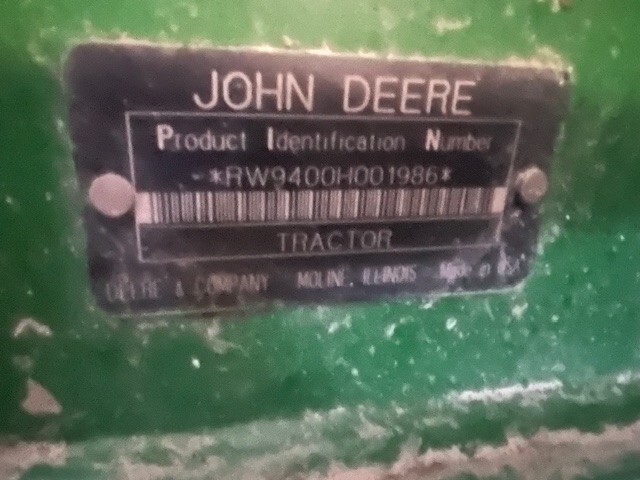 JOHN DEERE
Product Identification Number
-*RW9400H001986*
TRACTOR
DEERE & COMPANY MOLINE, ILLINOIS Made in USA